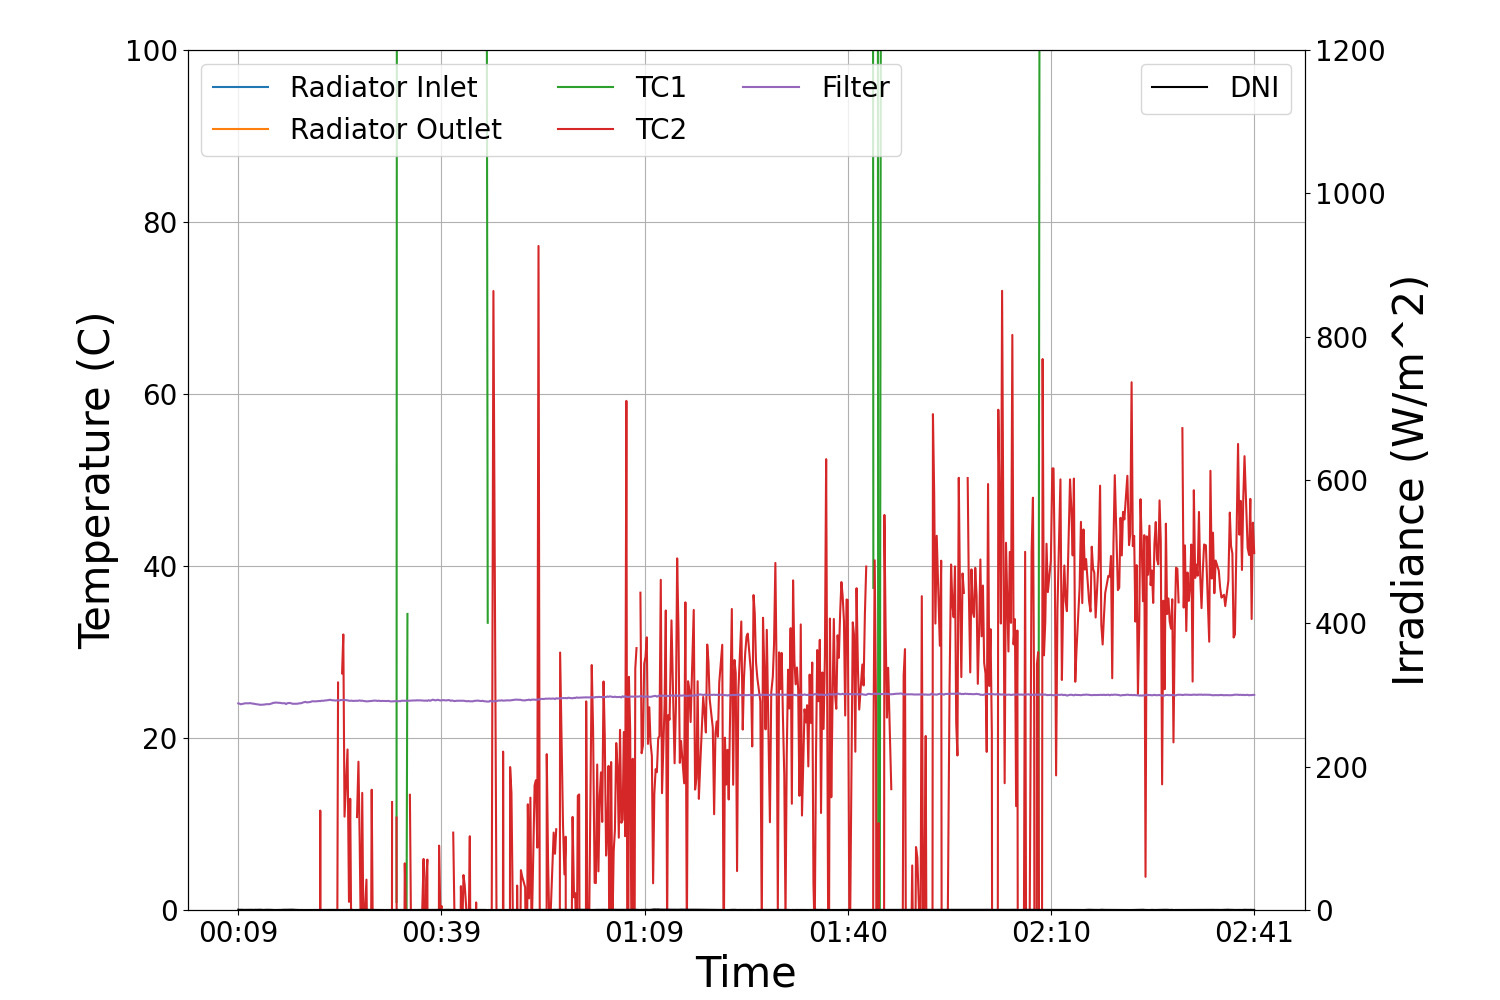 100
80
60
40
20
0
Temperature (C)
Radiator Inlet
Radiator Outlet
TC1
TC2
Filter
DNI
1200
1000
800
600
400
200
0
Irradiance (W/m^2)
00:09
00:39
01:09
01:40
02:10
02:41
Time